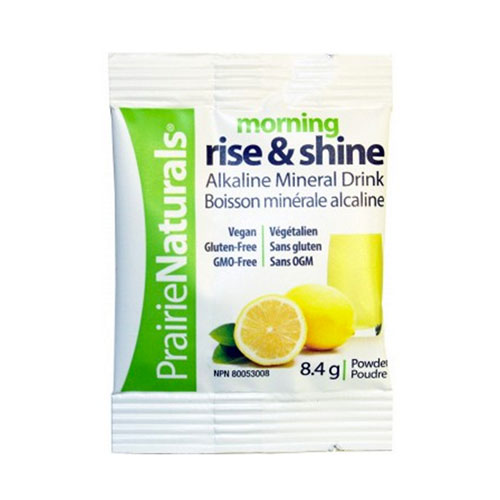 PrairieNaturals®
morning
rise & shine
Alkaline Mineral Drink
Boisson minérale alcaline
Vegan | Végétalien
Gluten-Free | Sans gluten
GMO-Free | Sans OGM
NPN 80053008
8.4 g | Powder
Poudre